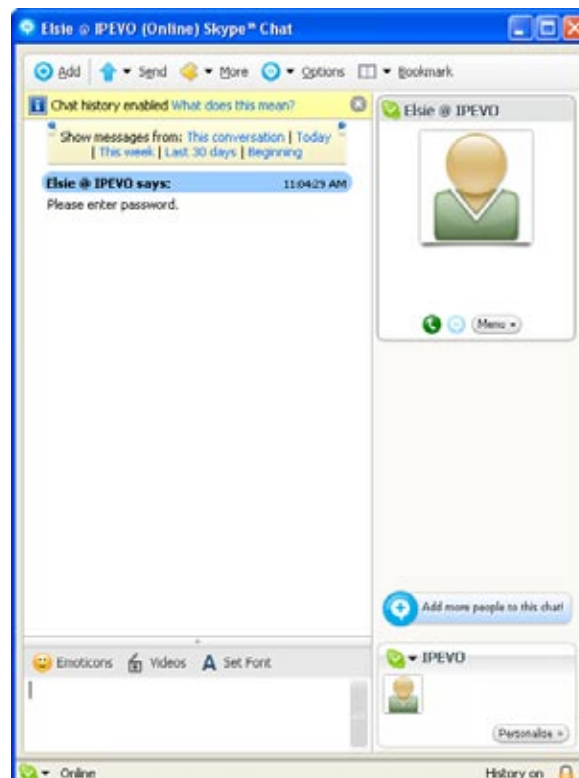 Elsie @ IPEVO (Online) Skype™ Chat
Add Send More Options Bookmark
Chat history enabled What does this mean?
Show messages from: This conversation | Today
| This week | Last 30 days | Beginning
Elsie @ IPEVO says: 11:04:29 AM
Please enter password.
Elsie @ IPEVO
Menu
Add more people to this chat!
Emoticons Videos A Set Font
IPEVO
Personalize
Online History on